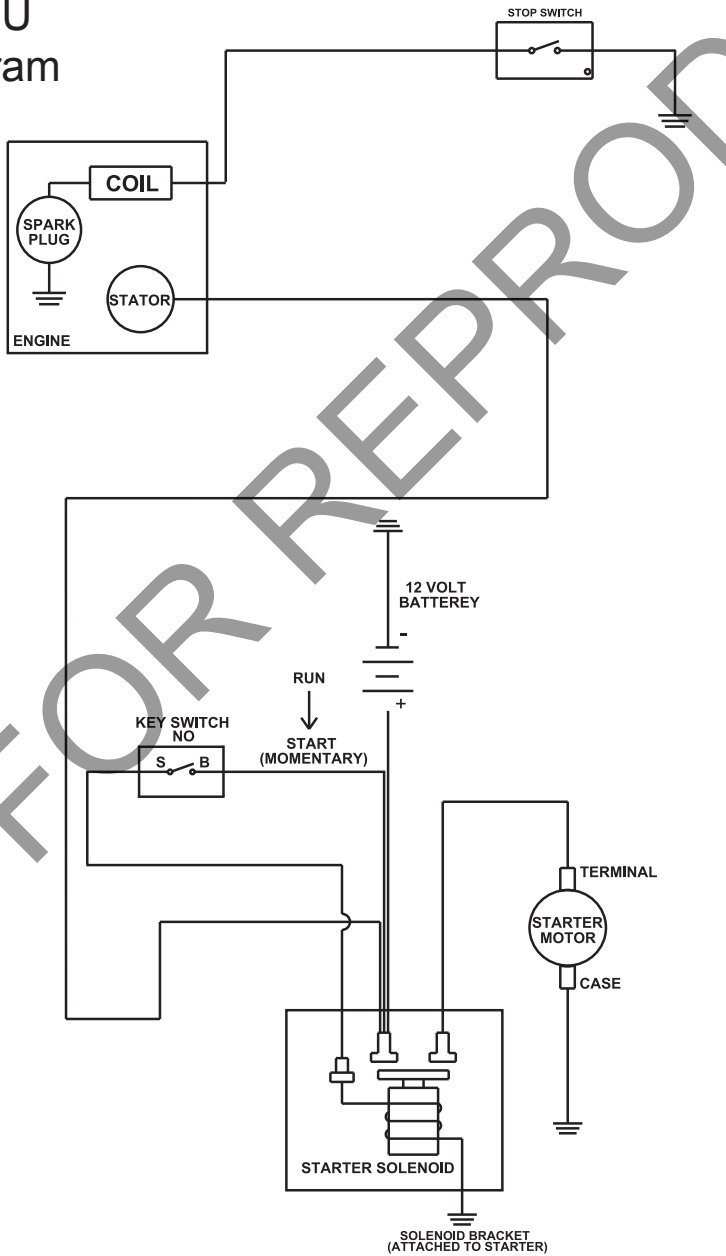 U
ram
STOP SWITCH
COIL
SPARK
PLUG
STATOR
ENGINE
12 VOLT
BATTEREY
-
+
RUN
KEY SWITCH
NO
START
(MOMENTARY)
S B
TERMINAL
STARTER
MOTOR
CASE
STARTER SOLENOID
SOLENOID BRACKET
(ATTACHED TO STARTER)
FOR REPROD